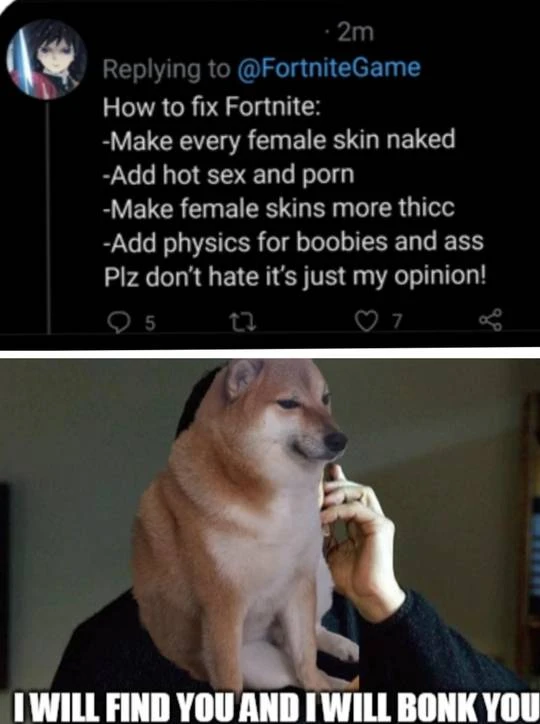 · 2m
Replying to @FortniteGame
How to fix Fortnite:
-Make every female skin naked
-Add hot sex and porn
-Make female skins more thicc
-Add physics for boobies and ass
Plz don't hate it's just my opinion!
5 7
I WILL FIND YOU AND I WILL BONK YOU